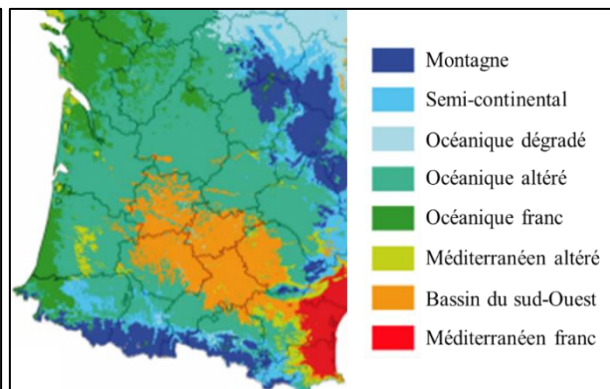 Montagne
Semi-continental
Océanique dégradé
Océanique altéré
Océanique franc
Méditerranéen altéré
Bassin du sud-Ouest
Méditerranéen franc